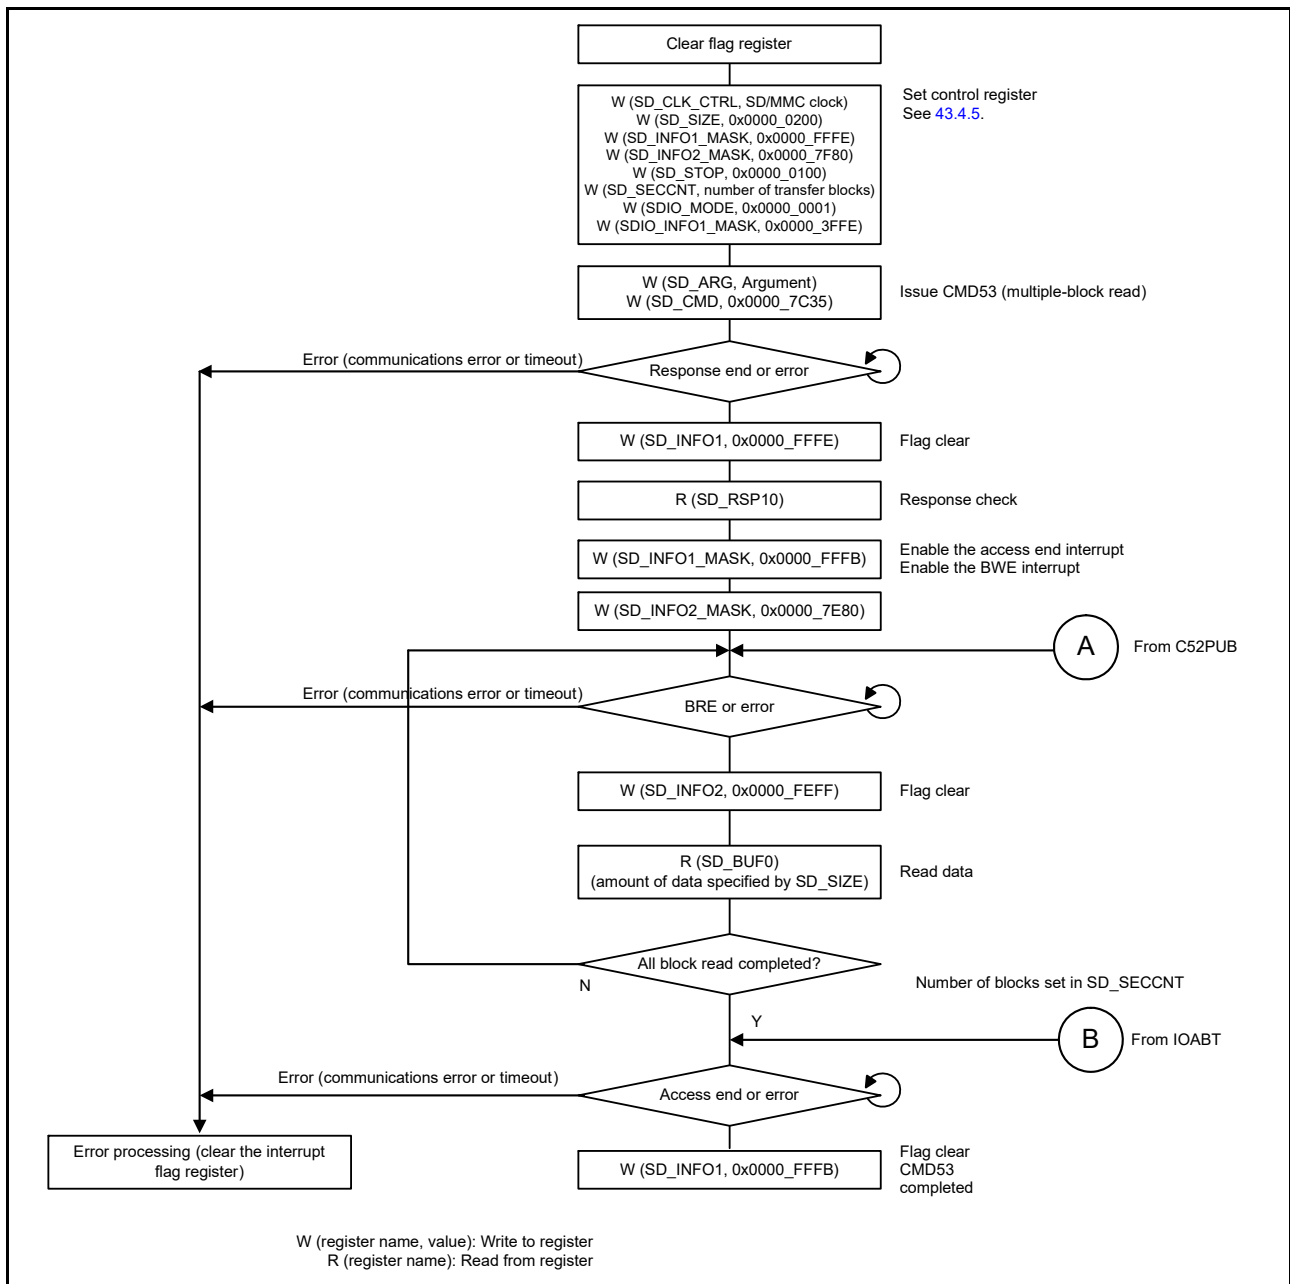 Clear flag register
W (SD_CLK_CTRL, SD/MMC clock)
W (SD_SIZE, 0x0000_0200)
W (SD_INFO1_MASK, 0x0000_FFFE)
W (SD_INFO2_MASK, 0x0000_7F80)
W (SD_STOP, 0x0000_0100)
W (SD_SECCNT, number of transfer blocks)
W (SDIO_MODE, 0x0000_0001)
W (SDIO_INFO1_MASK, 0x0000_3FFE)
Set control register
See 43.4.5.
W (SD_ARG, Argument)
W (SD_CMD, 0x0000_7C35)
Issue CMD53 (multiple-block read)
Error (communications error or timeout)
Response end or error
W (SD_INFO1, 0x0000_FFFE)
Flag clear
R (SD_RSP10)
Response check
W (SD_INFO1_MASK, 0x0000_FFFB)
Enable the access end interrupt
Enable the BWE interrupt
W (SD_INFO2_MASK, 0x0000_7E80)
A
From C52PUB
Error (communications error or timeout)
BRE or error
W (SD_INFO2, 0x0000_FEFF)
Flag clear
R (SD_BUF0)
(amount of data specified by SD_SIZE)
Read data
All block read completed?
N
Number of blocks set in SD_SECCNT
Y
B
From IOABT
Error (communications error or timeout)
Access end or error
Error processing (clear the interrupt
flag register)
W (SD_INFO1, 0x0000_FFFB)
Flag clear
CMD53
completed
W (register name, value): Write to register
R (register name): Read from register